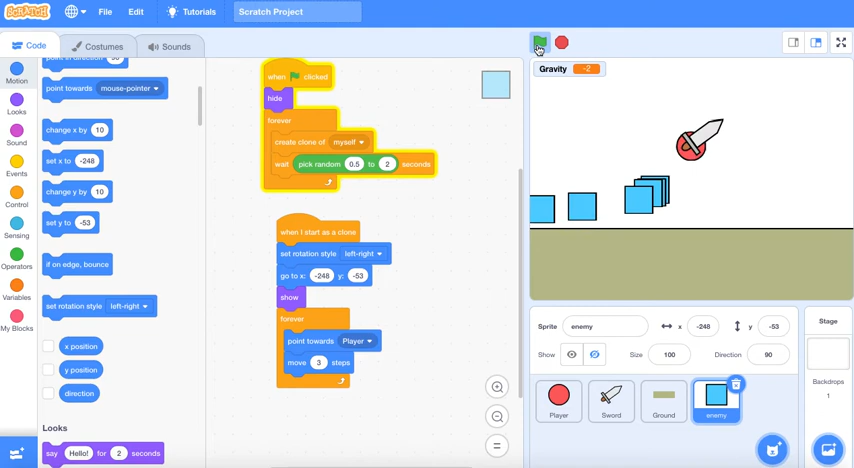 SCRATCH File Edit Tutorials Scratch Project
Code Costumes Sounds
Motion
Looks
Sound
Events
Control
Sensing
Operators
Variables
My Blocks
point towards mouse-pointer
change x by 10
set x to -248
change y by 10
set y to -53
if on edge, bounce
set rotation style left-right
x position
y position
direction
Looks
say Hello! for 2 seconds
when clicked
hide
forever
create clone of myself
wait pick random 0.5 to 2 seconds
when I start as a clone
set rotation style left-right
go to x: -248 y: -53
show
forever
point towards Player
move 3 steps
Gravity -2
Sprite enemy x -248 y -53
Show Size 100 Direction 90
Player
Sword
Ground
enemy
Stage
Backdrops
1